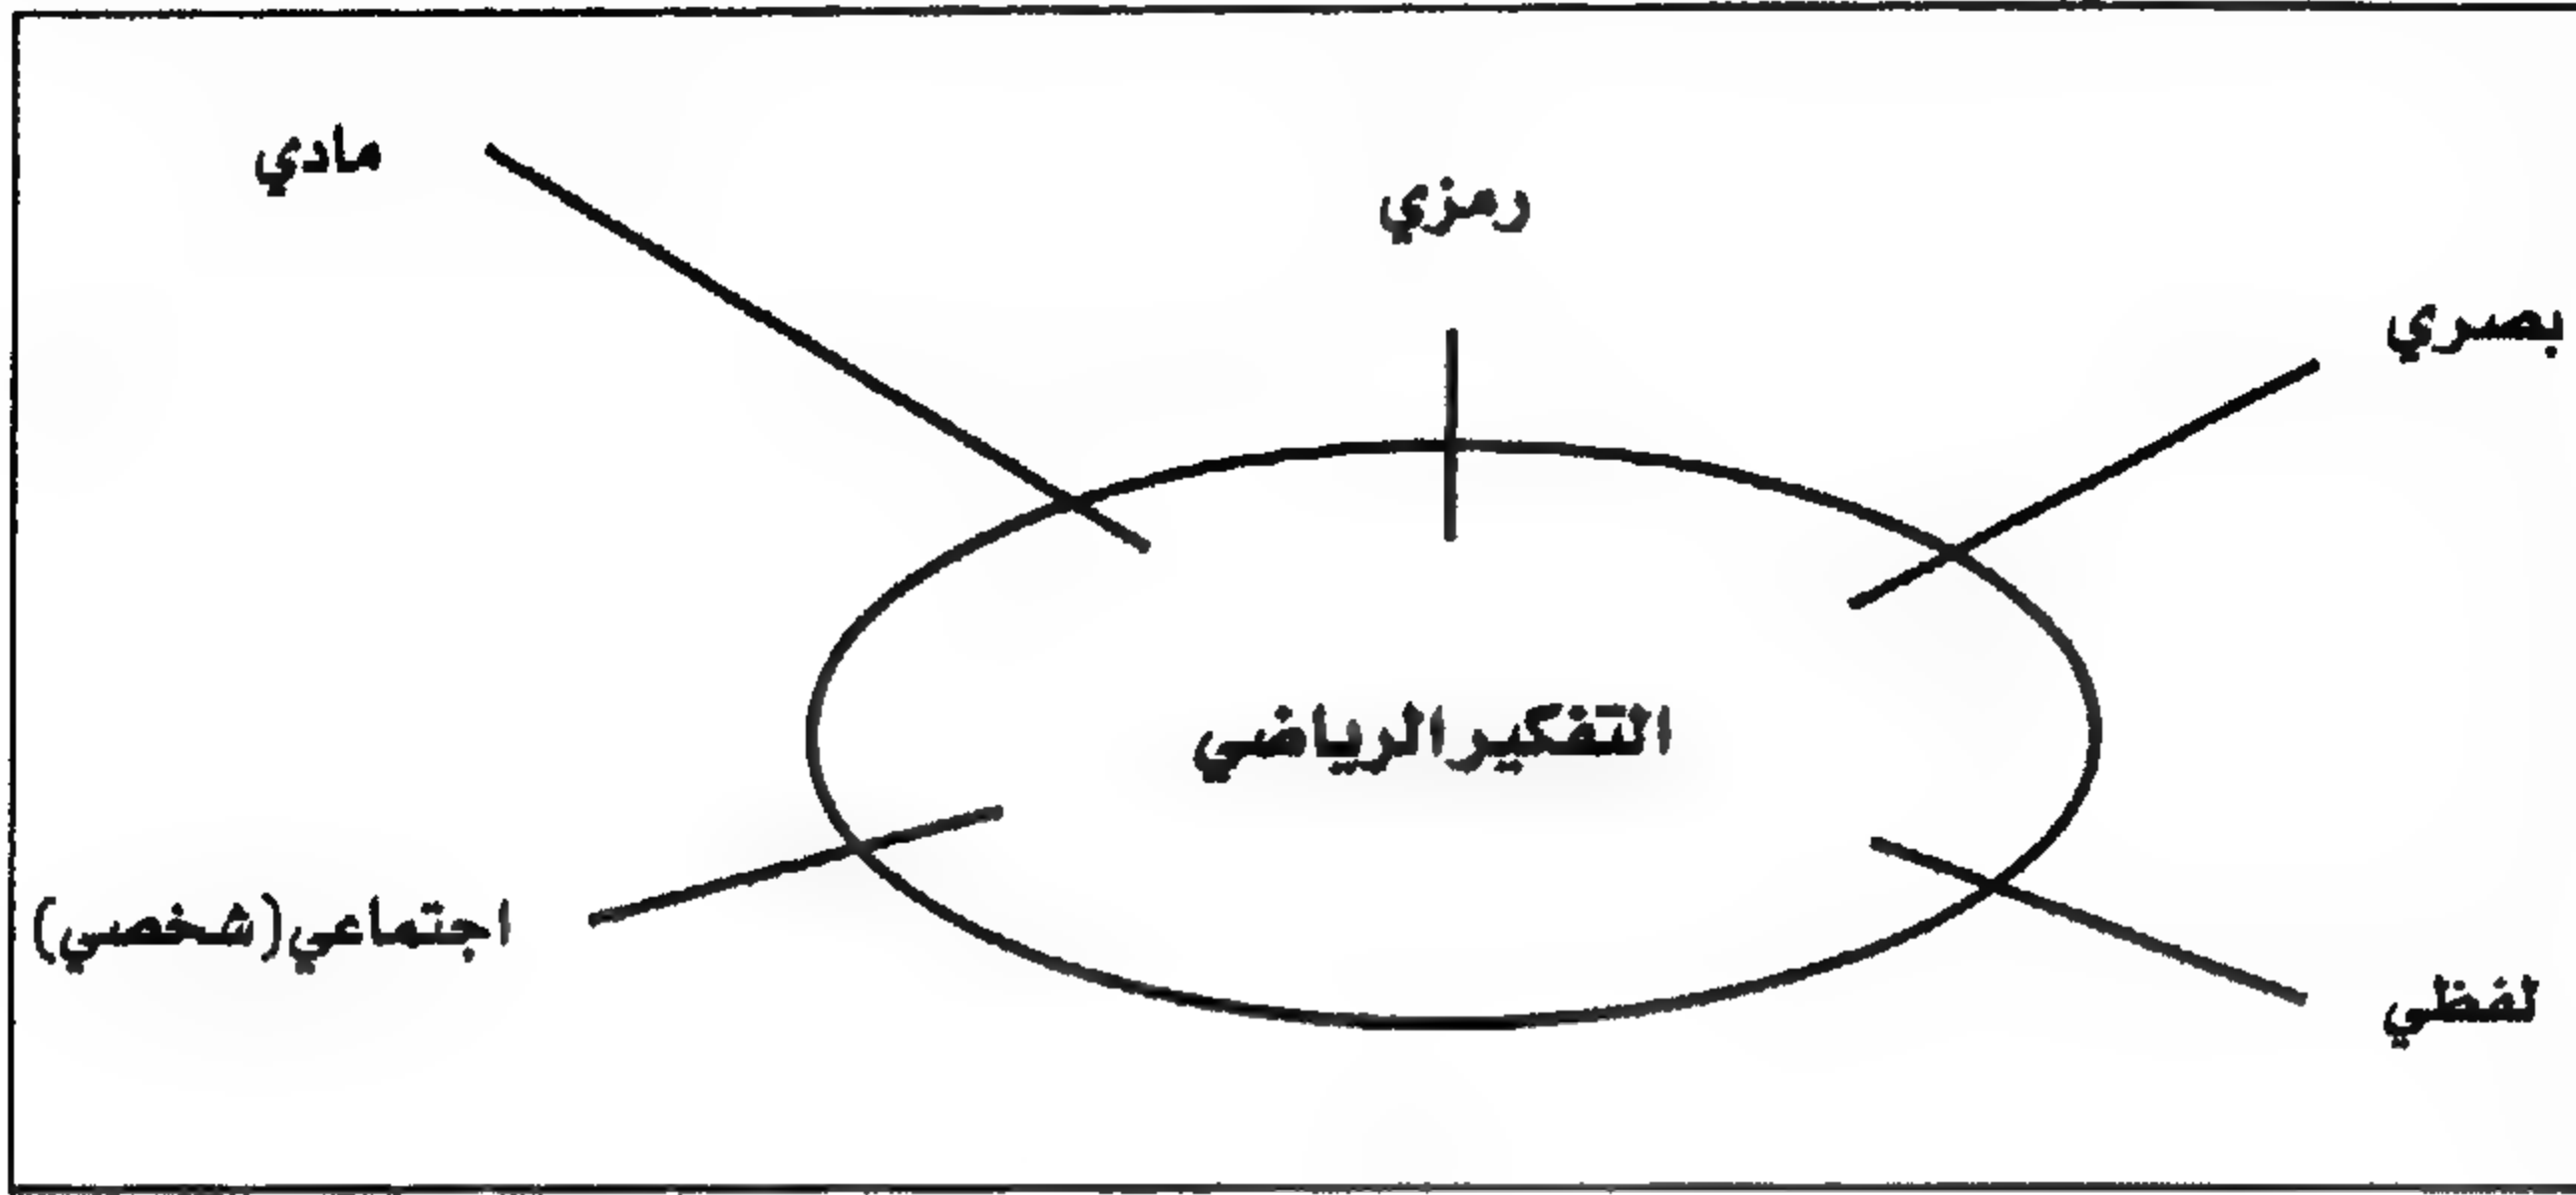 مادي
رمزي
بصري
التفكير الرياضي
اجتماعي(شخصي)
لفظي